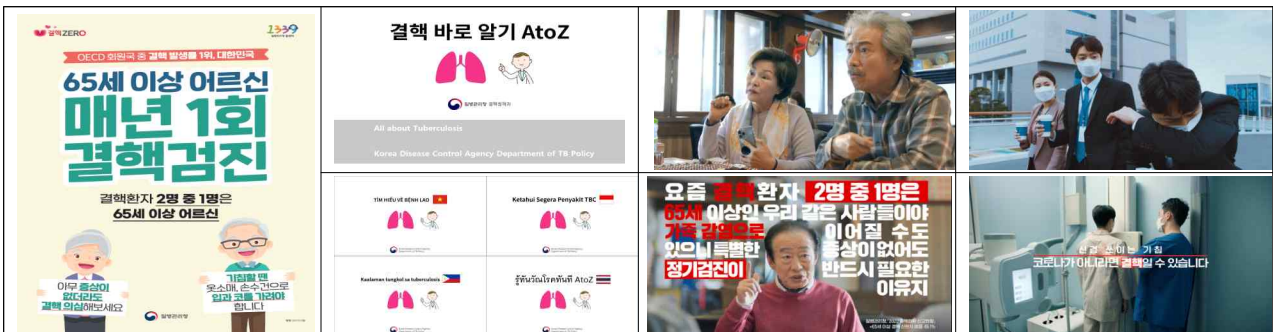 결핵ZERO
1339
OECD 회원국 중 결핵 발생률 1위, 대한민국
65세 이상 어르신
매년 1회
결핵검진
결핵환자 2명 중 1명은
65세 이상 어르신
아무 증상이
없더라도
결핵 의심해보세요
기침할 땐
옷소매, 손수건으로
입과 코를 가려야
합니다
질병관리청
결핵 바로 알기 AtoZ
질병관리청
All about Tuberculosis
Korea Disease Control Agency Department of TB Policy
TÌM HIỂU VỀ BỆNH LAO
Ketahui Segera Penyakit TBC
Kaalaman tungkol sa tuberculosis
รู้ทันวัณโรคทันที AtoZ
요즘 결핵환자 2명 중 1명은
65세 이상인 우리 같은 사람들이야
가족 감염으로 이어질 수도
있으니 특별한 증상이 없어도
정기검진이 반드시 필요한
이유지
코로나가 아니라면 결핵일 수 있습니다